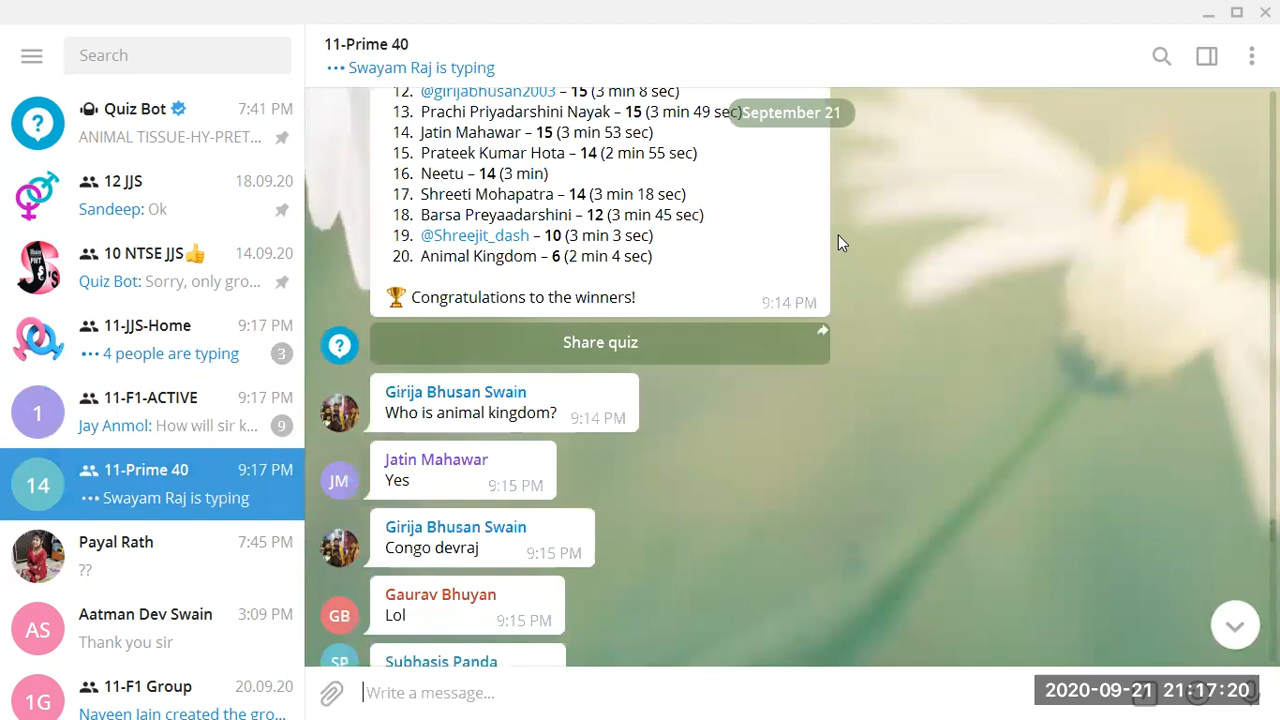 Search
Quiz Bot 7:41 PM
ANIMAL TISSUE-HY-PRET...
12 JJS 18.09.20
Sandeep: Ok
10 NTSE JJS👍 14.09.20
Quiz Bot: Sorry, only gro...
11-JJS-Home 9:17 PM
4 people are typing 3
1
11-F1-ACTIVE 9:17 PM
Jay Anmol: How will sir k... 9
14
11-Prime 40 9:17 PM
Swayam Raj is typing
Payal Rath 7:45 PM
??
AS
Aatman Dev Swain 3:09 PM
Thank you sir
1G
11-F1 Group 20.09.20
Naveen Jain created the gro...
11-Prime 40
Swayam Raj is typing
September 21
12. @girijabhusan2003 – 15 (3 min 8 sec)
13. Prachi Priyadarshini Nayak – 15 (3 min 49 sec)
14. Jatin Mahawar – 15 (3 min 53 sec)
15. Prateek Kumar Hota – 14 (2 min 55 sec)
16. Neetu – 14 (3 min)
17. Shreeti Mohapatra – 14 (3 min 18 sec)
18. Barsa Preyaadarshini – 12 (3 min 45 sec)
19. @Shreejit_dash – 10 (3 min 3 sec)
20. Animal Kingdom – 6 (2 min 4 sec)
🏆 Congratulations to the winners! 9:14 PM
Share quiz
Girija Bhusan Swain
Who is animal kingdom? 9:14 PM
JM
Jatin Mahawar
Yes 9:15 PM
Girija Bhusan Swain
Congo devraj 9:15 PM
GB
Gaurav Bhuyan
Lol 9:15 PM
SP
Subhasis Panda
Write a message...
2020-09-21 21:17:20